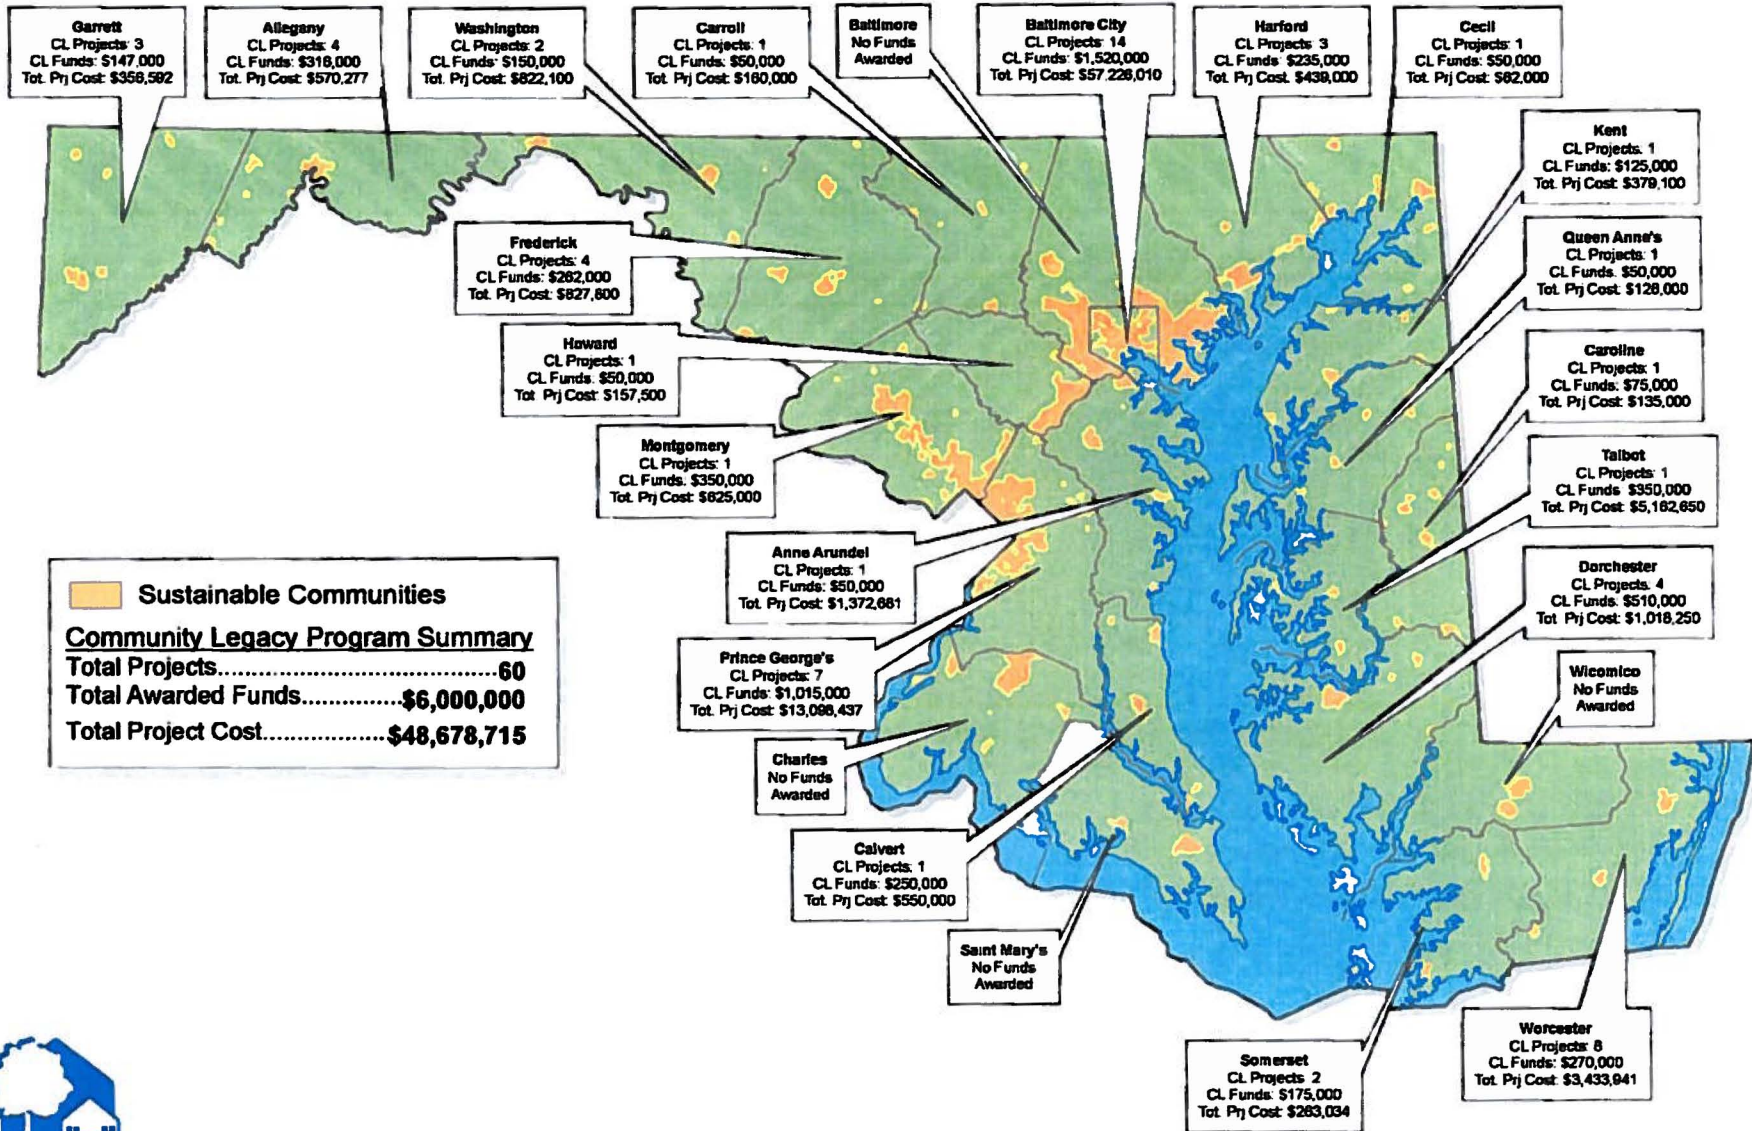 Garrett
CL Projects: 3
CL Funds: $147,000
Tot. Prj Cost: $356,592
Allegany
CL Projects: 4
CL Funds: $316,000
Tot. Prj Cost: $570,277
Washington
CL Projects: 2
CL Funds: $150,000
Tot. Prj Cost: $822,100
Carroll
CL Projects: 1
CL Funds: $50,000
Tot. Prj Cost: $160,000
Baltimore
No Funds
Awarded
Baltimore City
CL Projects: 14
CL Funds: $1,520,000
Tot. Prj Cost: $57,226,010
Harford
CL Projects: 3
CL Funds: $235,000
Tot. Prj Cost: $439,000
Cecil
CL Projects: 1
CL Funds: $50,000
Tot. Prj Cost: $62,000
Kent
CL Projects: 1
CL Funds: $125,000
Tot. Prj Cost: $379,100
Frederick
CL Projects: 4
CL Funds: $262,000
Tot. Prj Cost: $827,600
Queen Anne's
CL Projects: 1
CL Funds: $50,000
Tot. Prj Cost: $126,000
Howard
CL Projects: 1
CL Funds: $50,000
Tot. Prj Cost: $157,500
Caroline
CL Projects: 1
CL Funds: $75,000
Tot. Prj Cost: $135,000
Montgomery
CL Projects: 1
CL Funds: $350,000
Tot. Prj Cost: $625,000
Talbot
CL Projects: 1
CL Funds: $350,000
Tot. Prj Cost: $5,162,650
Anne Arundel
CL Projects: 1
CL Funds: $50,000
Tot. Prj Cost: $1,372,661
Dorchester
CL Projects: 4
CL Funds: $510,000
Tot. Prj Cost: $1,018,250
Sustainable Communities
Community Legacy Program Summary
Total Projects..................................60
Total Awarded Funds..............$6,000,000
Total Project Cost...................$48,678,715
Prince George's
CL Projects: 7
CL Funds: $1,015,000
Tot. Prj Cost: $13,098,437
Wicomico
No Funds
Awarded
Charles
No Funds
Awarded
Calvert
CL Projects: 1
CL Funds: $250,000
Tot. Prj Cost: $550,000
Saint Mary's
No Funds
Awarded
Somerset
CL Projects: 2
CL Funds: $175,000
Tot. Prj Cost: $263,034
Worcester
CL Projects: 8
CL Funds: $270,000
Tot. Prj Cost: $3,433,941